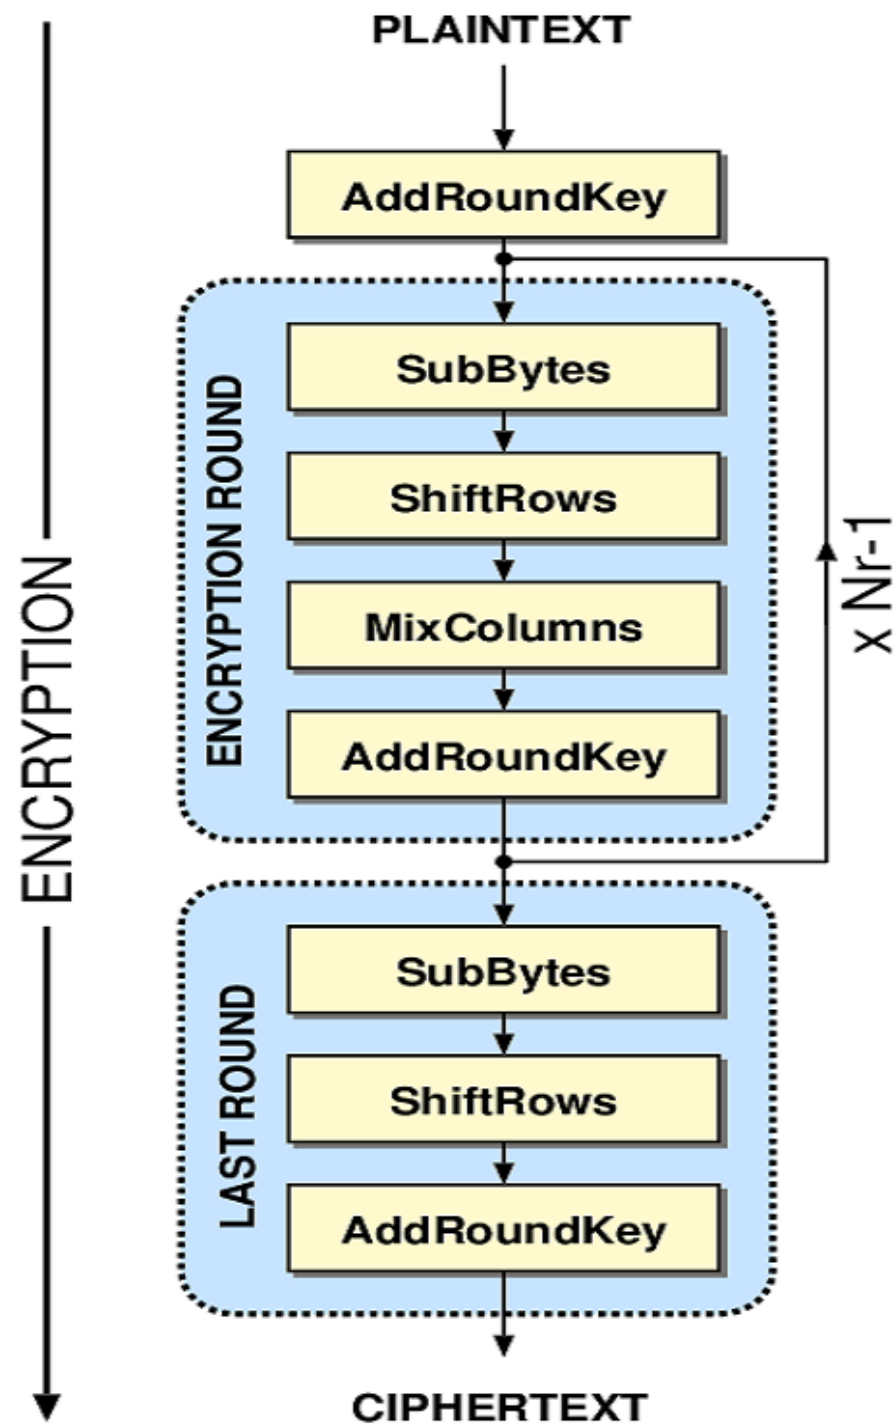 PLAINTEXT
AddRoundKey
ENCRYPTION ROUND
SubBytes
ShiftRows
MixColumns
AddRoundKey
x Nr-1
ENCRYPTION
LAST ROUND
SubBytes
ShiftRows
AddRoundKey
CIPHERTEXT